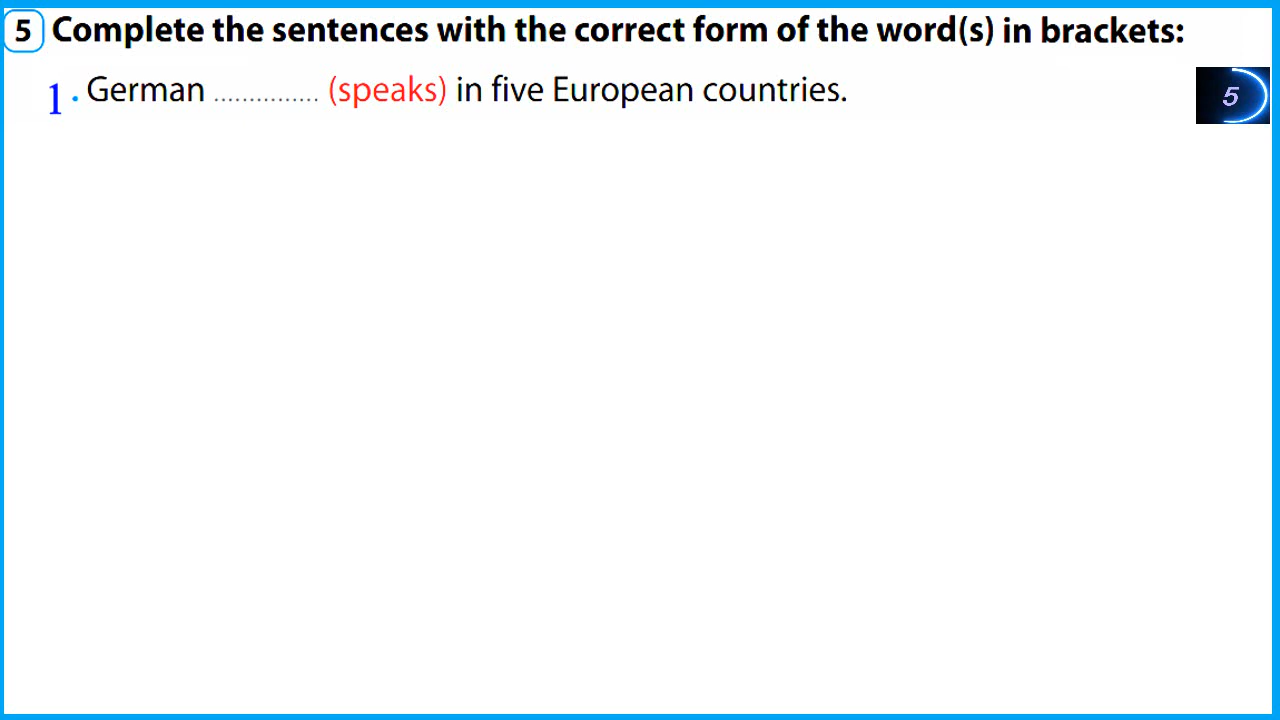 5 Complete the sentences with the correct form of the word(s) in brackets:
1. German ............... (speaks) in five European countries.
5